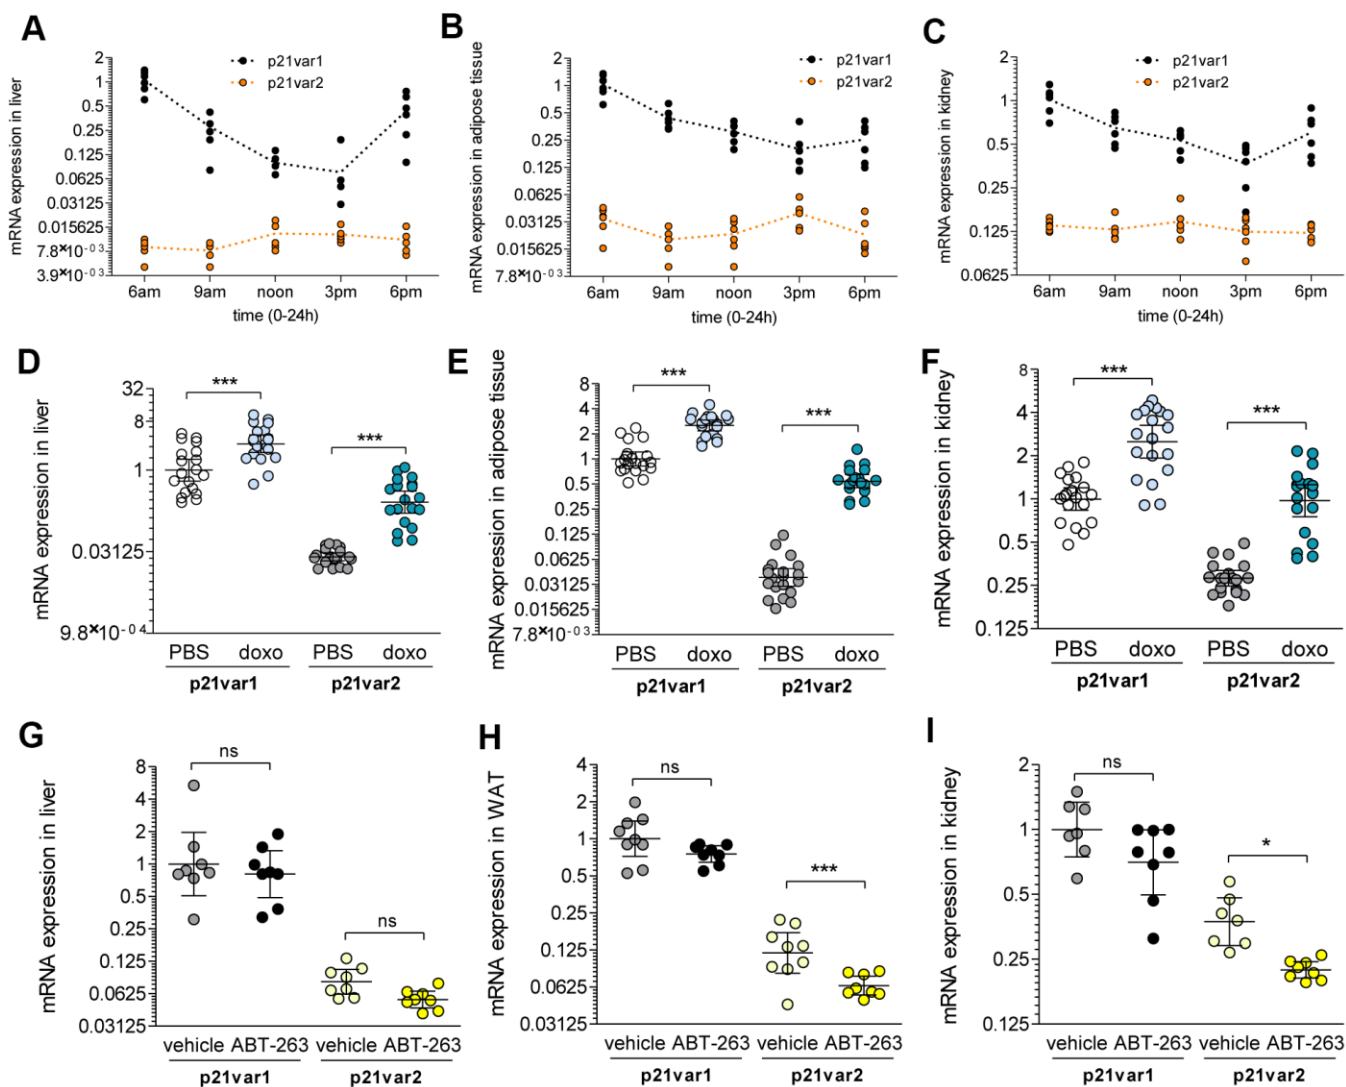 A
mRNA expression in liver
2
1
0.5
0.25
0.125
0.0625
0.03125
0.015625
7.8×10⁻⁰³
3.9×10⁻⁰³
p21var1
p21var2
6am 9am noon 3pm 6pm
time (0-24h)
B
mRNA expression in adipose tissue
2
1
0.5
0.25
0.125
0.0625
0.03125
0.015625
7.8×10⁻⁰³
p21var1
p21var2
6am 9am noon 3pm 6pm
time (0-24h)
C
mRNA expression in kidney
2
1
0.5
0.25
0.125
0.0625
p21var1
p21var2
6am 9am noon 3pm 6pm
time (0-24h)
D
mRNA expression in liver
32
8
1
0.03125
9.8×10⁻⁰⁴
***
***
PBS doxo PBS doxo
p21var1 p21var2
E
mRNA expression in adipose tissue
8
4
2
1
0.5
0.25
0.125
0.0625
0.03125
0.015625
7.8×10⁻⁰³
***
***
PBS doxo PBS doxo
p21var1 p21var2
F
mRNA expression in kidney
8
4
2
1
0.5
0.25
0.125
***
***
PBS doxo PBS doxo
p21var1 p21var2
G
mRNA expression in liver
8
4
2
1
0.5
0.25
0.125
0.0625
0.03125
ns
ns
vehicle ABT-263 vehicle ABT-263
p21var1 p21var2
H
mRNA expression in WAT
4
2
1
0.5
0.25
0.125
0.0625
0.03125
ns
***
vehicle ABT-263 vehicle ABT-263
p21var1 p21var2
I
mRNA expression in kidney
2
1
0.5
0.25
0.125
ns
*
vehicle ABT-263 vehicle ABT-263
p21var1 p21var2